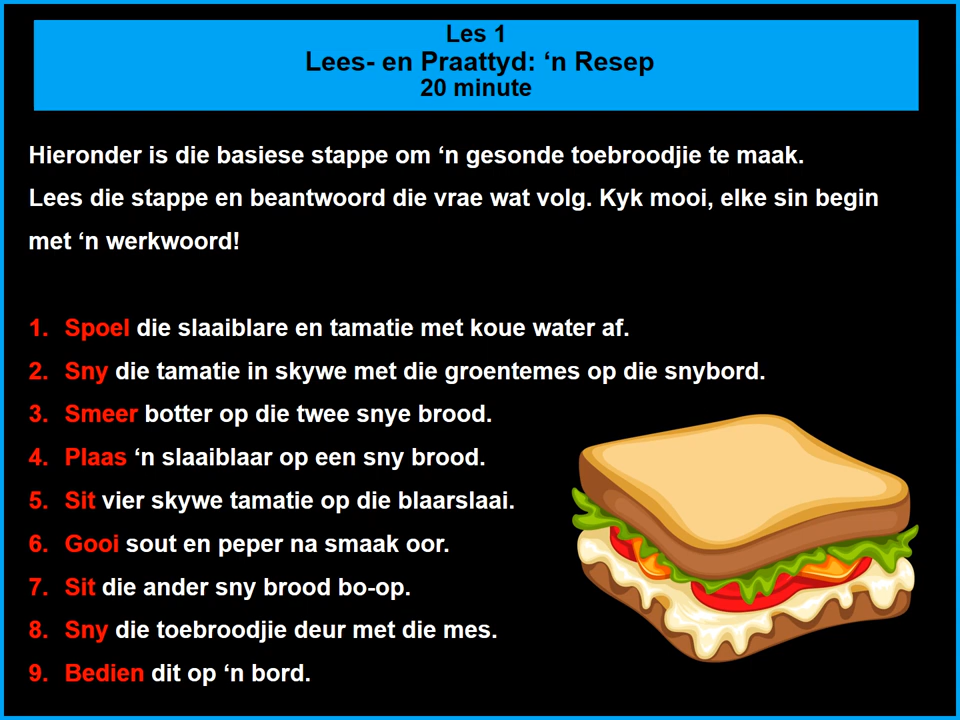 Les 1
Lees- en Praattyd: ‘n Resep
20 minute
Hieronder is die basiese stappe om ‘n gesonde toebroodjie te maak.
Lees die stappe en beantwoord die vrae wat volg. Kyk mooi, elke sin begin
met ‘n werkwoord!
1. Spoel die slaaiblare en tamatie met koue water af.
2. Sny die tamatie in skywe met die groentemes op die snybord.
3. Smeer botter op die twee snye brood.
4. Plaas ‘n slaaiblaar op een sny brood.
5. Sit vier skywe tamatie op die blaarslaai.
6. Gooi sout en peper na smaak oor.
7. Sit die ander sny brood bo-op.
8. Sny die toebroodjie deur met die mes.
9. Bedien dit op ‘n bord.